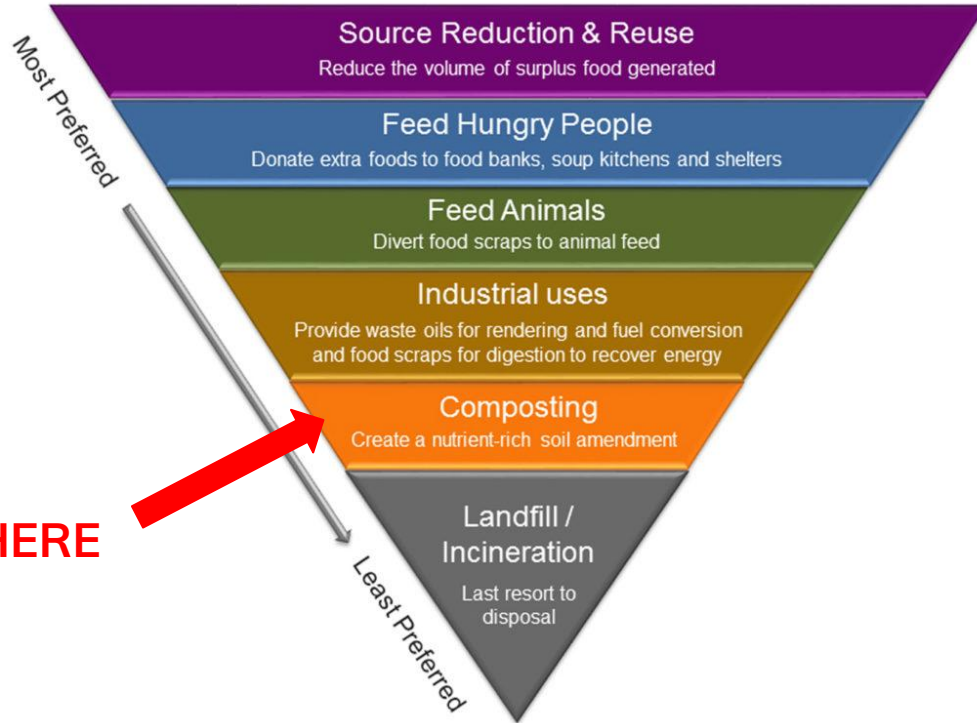 Source Reduction & Reuse
Reduce the volume of surplus food generated
Most Preferred
Feed Hungry People
Donate extra foods to food banks, soup kitchens and shelters
Feed Animals
Divert food scraps to animal feed
Industrial uses
Provide waste oils for rendering and fuel conversion
and food scraps for digestion to recover energy
Composting
Create a nutrient-rich soil amendment
HERE
Landfill /
Incineration
Last resort to
disposal
Least Preferred